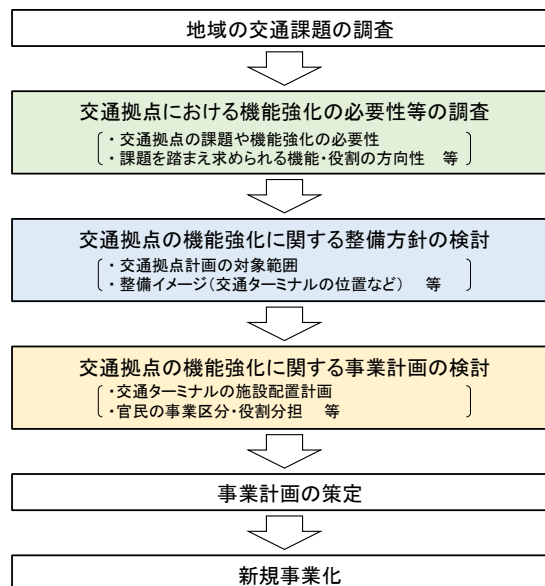 地域の交通課題の調査
交通拠点における機能強化の必要性等の調査
・交通拠点の課題や機能強化の必要性
・課題を踏まえ求められる機能・役割の方向性　等
交通拠点の機能強化に関する整備方針の検討
・交通拠点計画の対象範囲
・整備イメージ（交通ターミナルの位置など）　等
交通拠点の機能強化に関する事業計画の検討
・交通ターミナルの施設配置計画
・官民の事業区分・役割分担　等
事業計画の策定
新規事業化